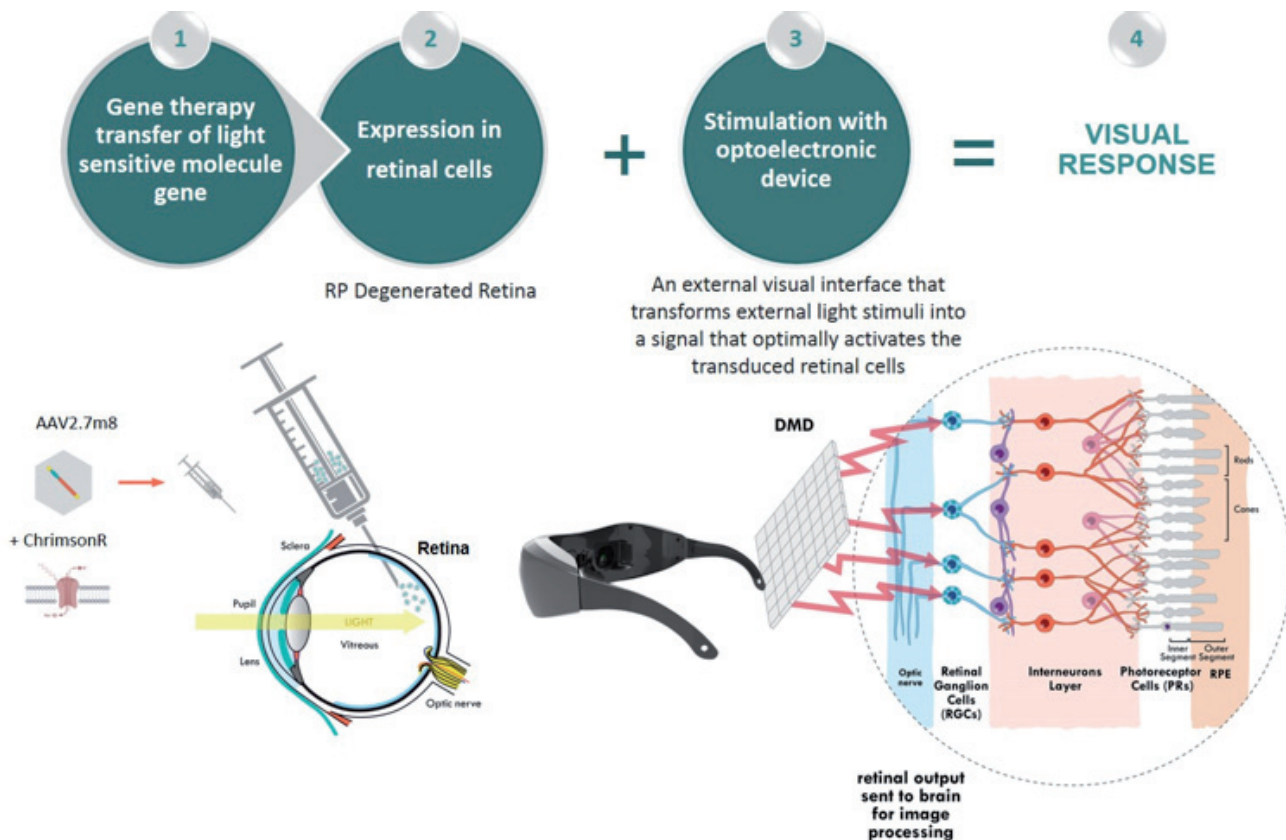 1
Gene therapy
transfer of light
sensitive molecule
gene
2
Expression in
retinal cells
+
3
Stimulation with
optoelectronic
device
=
4
VISUAL
RESPONSE
RP Degenerated Retina
An external visual interface that
transforms external light stimuli into
a signal that optimally activates the
transduced retinal cells
AAV2.7m8
+ ChrimsonR
Sclera
Retina
Pupil
LIGHT
Vitreous
Lens
Optic nerve
DMD
Rods
Cones
Inner
Segment
Outer
Segment
Optic
nerve
Retinal
Ganglion
Cells
(RGCs)
Interneurons
Layer
Photoreceptor
Cells (PRs)
RPE
retinal output
sent to brain
for image
processing